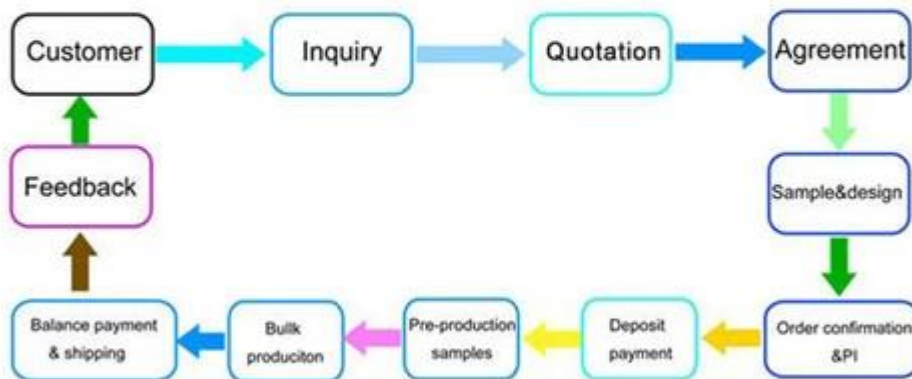 Customer
Inquiry
Quotation
Agreement
Sample&design
Order confirmation
&PI
Deposit
payment
Pre-production
samples
Bullk
produciton
Balance payment
& shipping
Feedback